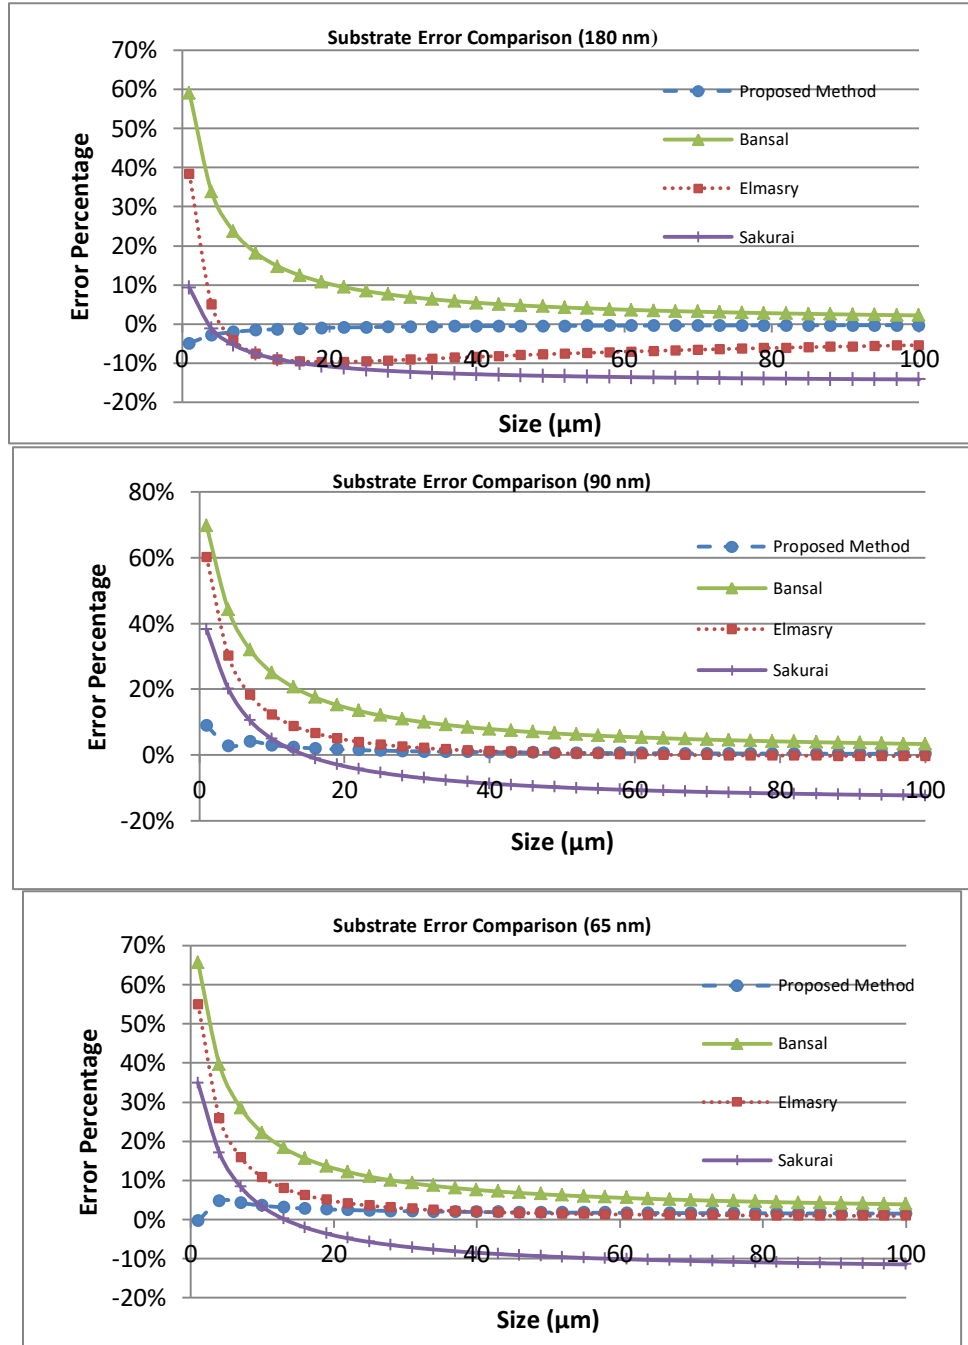 Substrate Error Comparison (180 nm)
70%
60%
50%
40%
30%
20%
10%
0%
-10%
-20%
Error Percentage
0
20
40
60
80
100
Size (µm)
Proposed Method
Bansal
Elmasry
Sakurai
Substrate Error Comparison (90 nm)
80%
60%
40%
20%
0%
-20%
Error Percentage
0
20
40
60
80
100
Size (µm)
Proposed Method
Bansal
Elmasry
Sakurai
Substrate Error Comparison (65 nm)
70%
60%
50%
40%
30%
20%
10%
0%
-10%
-20%
Error Percentage
0
20
40
60
80
100
Size (µm)
Proposed Method
Bansal
Elmasry
Sakurai